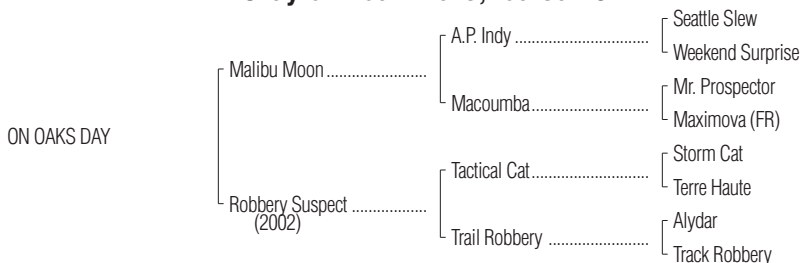 Seattle Slew
A.P. Indy
Weekend Surprise
Malibu Moon
Mr. Prospector
Macoumba
Maximova (FR)
ON OAKS DAY
Storm Cat
Tactical Cat
Terre Haute
Robbery Suspect
(2002)
Alydar
Trail Robbery
Track Robbery